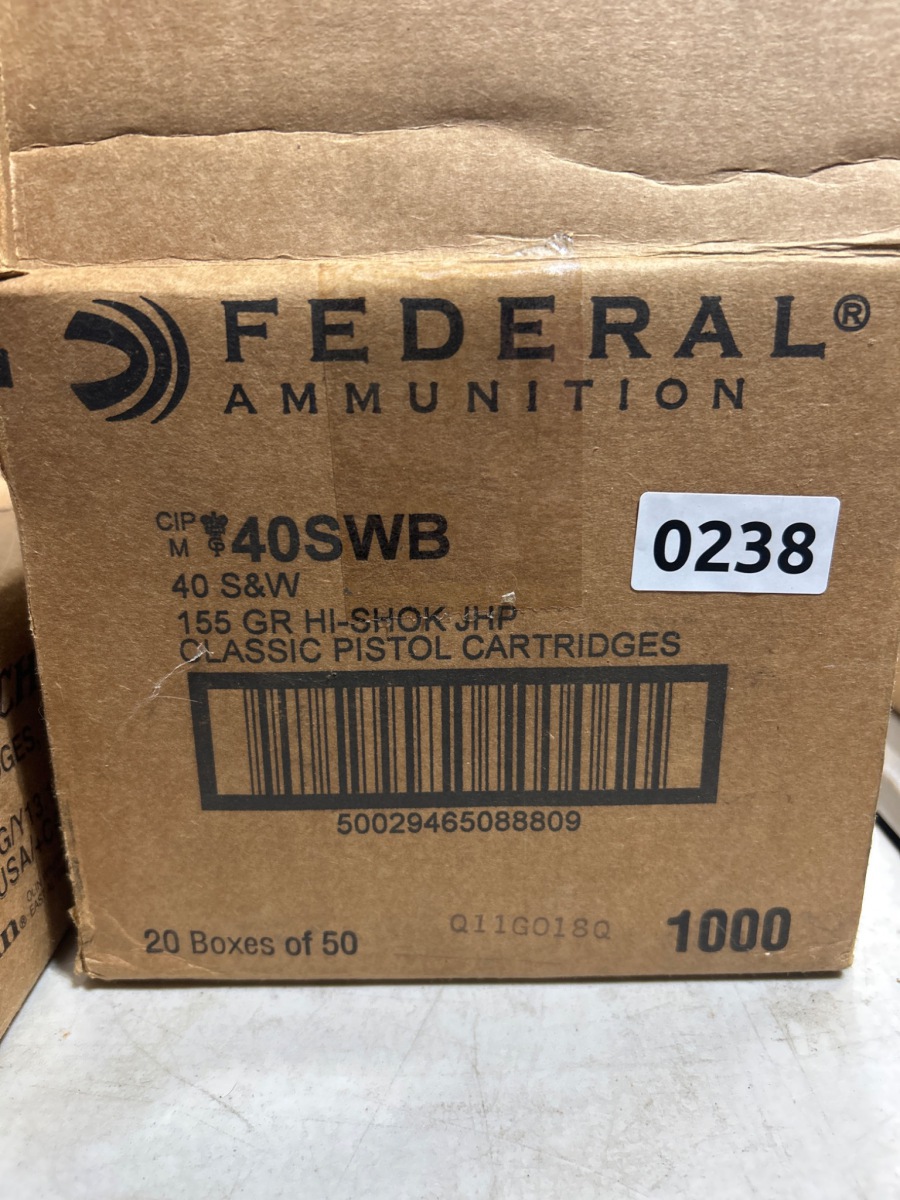 FEDERAL®
AMMUNITION
CIP
M
40SWB
0238
40 S&W
155 GR HI-SHOK JHP
CLASSIC PISTOL CARTRIDGES
50029465088809
20 Boxes of 50
Q11G018Q
1000